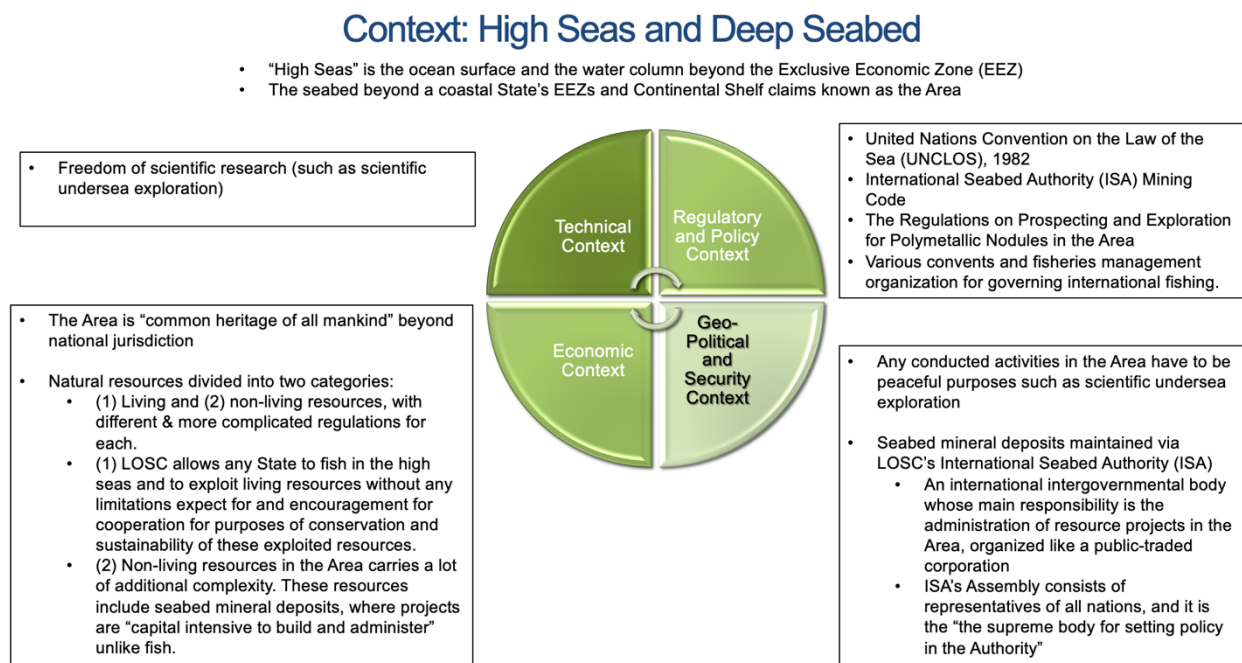 Context: High Seas and Deep Seabed
• “High Seas” is the ocean surface and the water column beyond the Exclusive Economic Zone (EEZ)
• The seabed beyond a coastal State’s EEZs and Continental Shelf claims known as the Area
• Freedom of scientific research (such as scientific
undersea exploration)
Technical
Context
Regulatory
and Policy
Context
• United Nations Convention on the Law of the
Sea (UNCLOS), 1982
• International Seabed Authority (ISA) Mining
Code
• The Regulations on Prospecting and Exploration
for Polymetallic Nodules in the Area
• Various convents and fisheries management
organization for governing international fishing.
• The Area is “common heritage of all mankind” beyond
national jurisdiction
• Natural resources divided into two categories:
• (1) Living and (2) non-living resources, with
different & more complicated regulations for
each.
• (1) LOSC allows any State to fish in the high
seas and to exploit living resources without any
limitations expect for and encouragement for
cooperation for purposes of conservation and
sustainability of these exploited resources.
• (2) Non-living resources in the Area carries a lot
of additional complexity. These resources
include seabed mineral deposits, where projects
are “capital intensive to build and administer”
unlike fish.
Economic
Context
Geo-
Political
and
Security
Context
• Any conducted activities in the Area have to be
peaceful purposes such as scientific undersea
exploration
• Seabed mineral deposits maintained via
LOSC’s International Seabed Authority (ISA)
• An international intergovernmental body
whose main responsibility is the
administration of resource projects in the
Area, organized like a public-traded
corporation
• ISA’s Assembly consists of
representatives of all nations, and it is
the “the supreme body for setting policy
in the Authority”